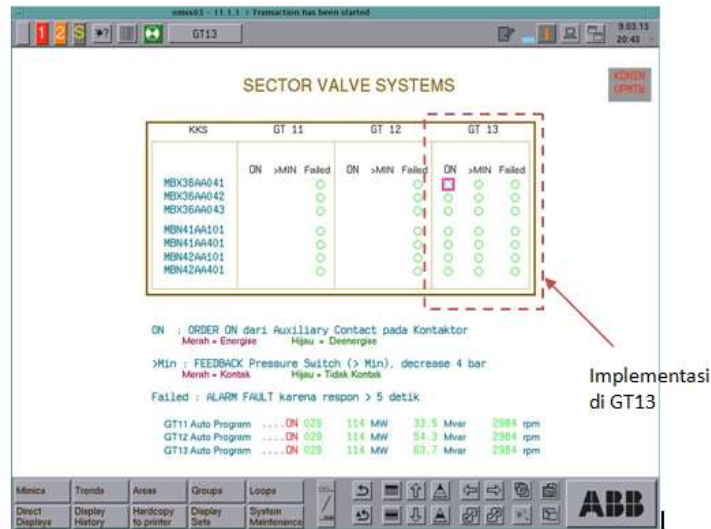 nmss03 - 11.1.1 > Transaction has been started
1 2 S *? GT13 9.03.13
20:43
SECTOR VALVE SYSTEMS
KKS GT 11 GT 12 GT 13
ON >MIN Failed ON >MIN Failed ON >MIN Failed
MBX36AA041
MBX36AA042
MBX36AA043
MBN41AA101
MBN41AA401
MBN42AA101
MBN42AA401
ON : ORDER ON dari Auxiliary Contact pada Kontaktor
Merah = Energise Hijau = Deenergise
>Min : FEEDBACK Pressure Switch (> Min), decrease 4 bar
Merah = Kontak Hijau = Tidak Kontak
Failed : ALARM FAULT karena respon > 5 detik
Implementasi
di GT13
GT11 Auto Program ....ON 029 114 MW 33.5 Mvar 2984 rpm
GT12 Auto Program ....ON 029 114 MW 54.3 Mvar 2984 rpm
GT13 Auto Program ....ON 029 114 MW 63.7 Mvar 2984 rpm
Mimics Trends Areas Groups Loops
Direct Displays Display History Hardcopy to printer Display Sets System Maintenance
ABB